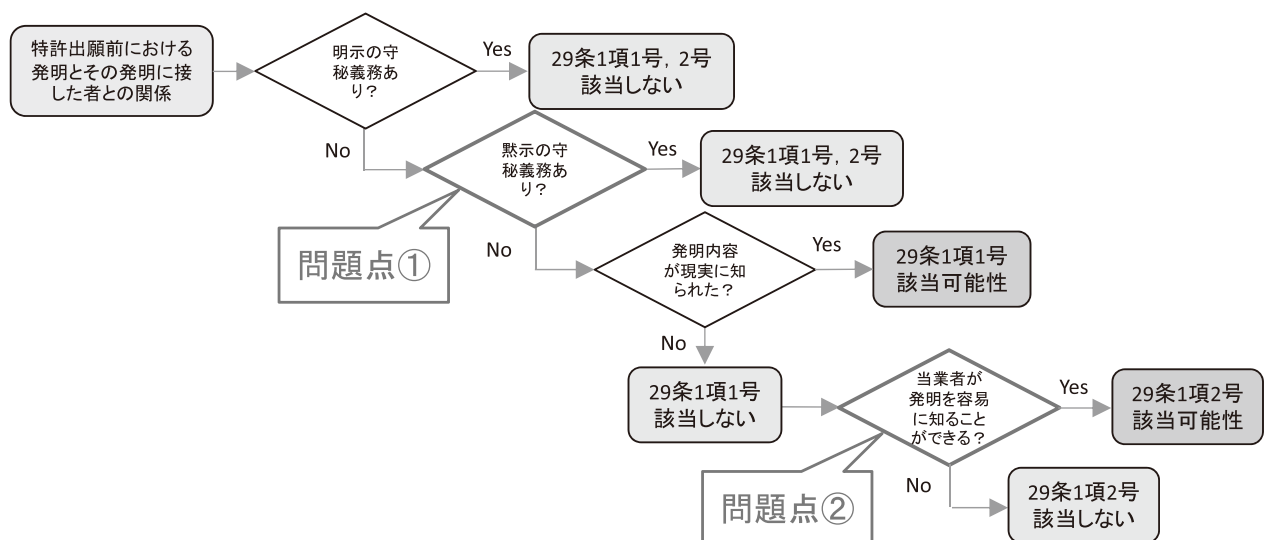 特許出願前における
発明とその発明に接
した者との関係
明示の守
秘義務あ
り？
Yes
29条1項1号，2号
該当しない
No
黙示の守
秘義務あ
り？
Yes
29条1項1号，2号
該当しない
問題点①
No
発明内容
が現実に知
られた？
Yes
29条1項1号
該当可能性
No
29条1項1号
該当しない
当業者が
発明を容易
に知ること
ができる？
Yes
29条1項2号
該当可能性
問題点②
No
29条1項2号
該当しない